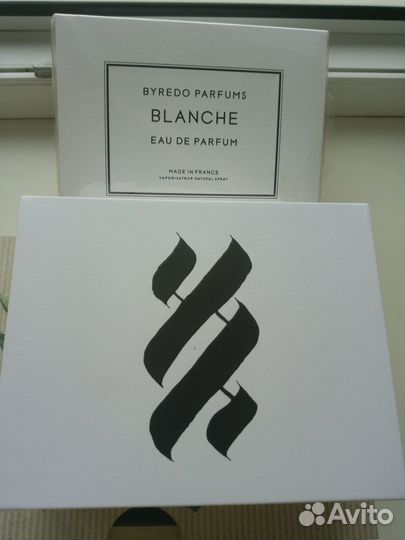 BYREDO PARFUMS
BLANCHE
EAU DE PARFUM
MADE IN FRANCE
VAPORISATEUR NATURAL SPRAY
Avito